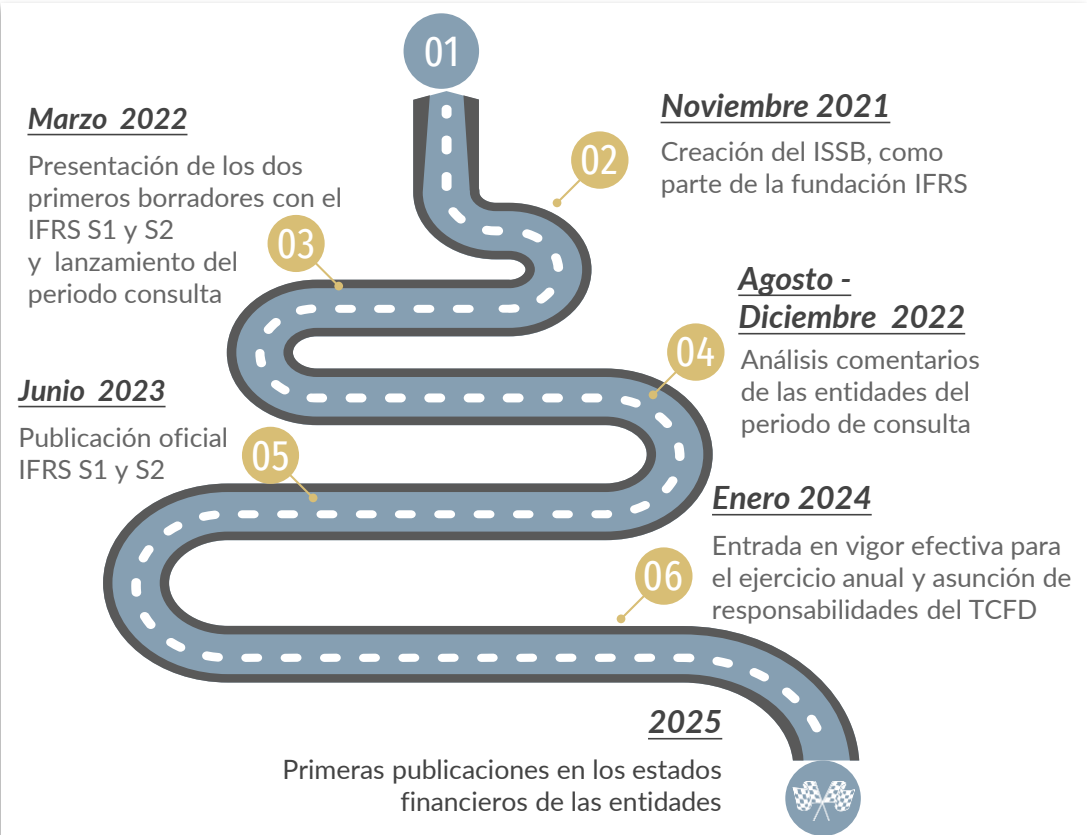 01
Noviembre 2021
02
Creación del ISSB, como
parte de la fundación IFRS
Marzo  2022
03
Presentación de los dos
primeros borradores con el
IFRS S1 y S2
y  lanzamiento del
periodo consulta
Agosto -
Diciembre  2022
04
Análisis comentarios
de las entidades del
periodo de consulta
Junio  2023
05
Publicación oficial
IFRS S1 y S2
Enero 2024
06
Entrada en vigor efectiva para
el ejercicio anual y asunción de
responsabilidades del TCFD
2025
Primeras publicaciones en los estados
financieros de las entidades